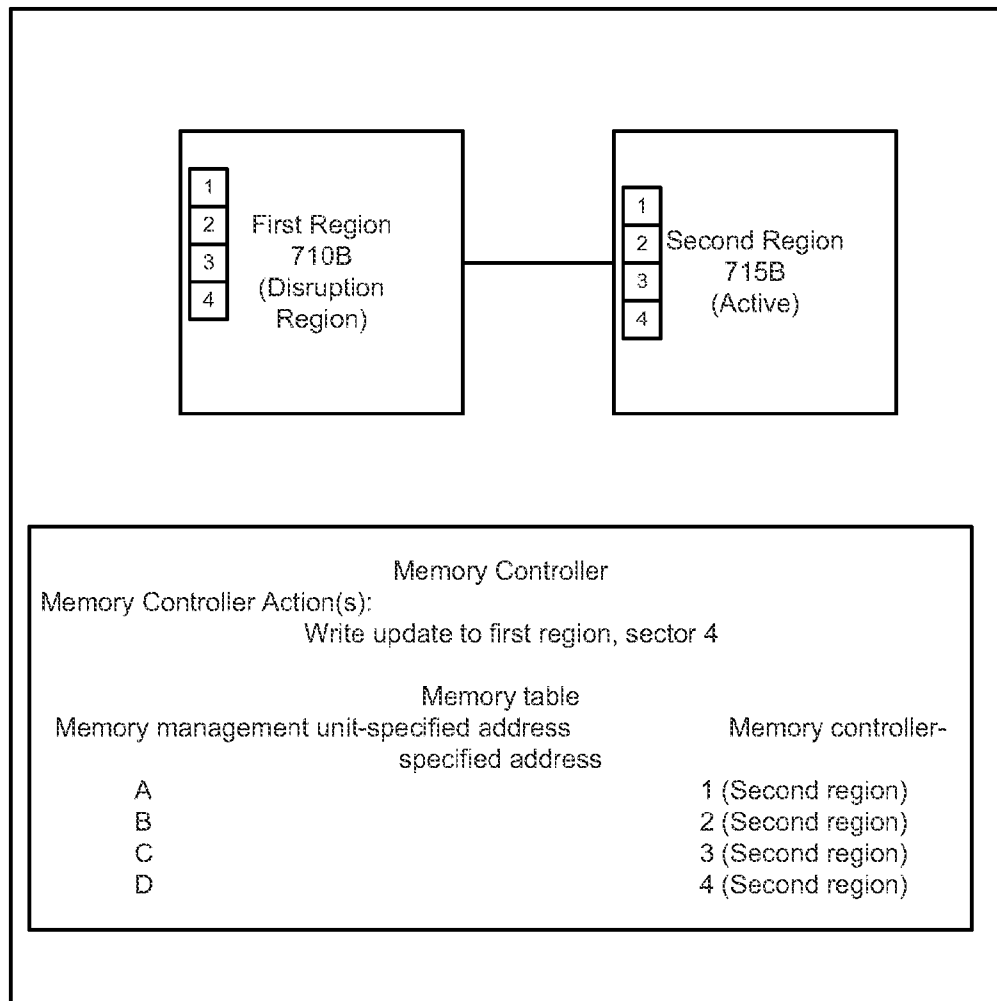 1
2
3
4
First Region
710B
(Disruption
Region)
1
2
3
4
Second Region
715B
(Active)
Memory Controller
Memory Controller Action(s):
Write update to first region, sector 4
Memory table
Memory management unit-specified address Memory controller-
specified address
A 1 (Second region)
B 2 (Second region)
C 3 (Second region)
D 4 (Second region)